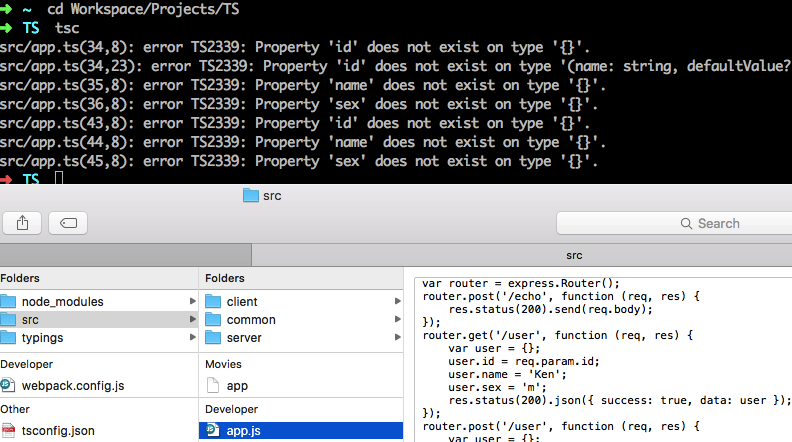 ➜ ~ cd Workspace/Projects/TS
➜ TS tsc
src/app.ts(34,8): error TS2339: Property 'id' does not exist on type '{}'.
src/app.ts(34,23): error TS2339: Property 'id' does not exist on type '(name: string, defaultValue?
src/app.ts(35,8): error TS2339: Property 'name' does not exist on type '{}'.
src/app.ts(36,8): error TS2339: Property 'sex' does not exist on type '{}'.
src/app.ts(43,8): error TS2339: Property 'id' does not exist on type '{}'.
src/app.ts(44,8): error TS2339: Property 'name' does not exist on type '{}'.
src/app.ts(45,8): error TS2339: Property 'sex' does not exist on type '{}'.
➜ TS
src
Search
src
Folders
node_modules
src
typings
Developer
webpack.config.js
Other
tsconfig.json
Folders
client
common
server
Movies
app
Developer
app.js
var router = express.Router();
router.post('/echo', function (req, res) {
    res.status(200).send(req.body);
});
router.get('/user', function (req, res) {
    var user = {};
    user.id = req.param.id;
    user.name = 'Ken';
    user.sex = 'm';
    res.status(200).json({ success: true, data: user });
});
router.post('/user', function (req, res) {
    var user = {};